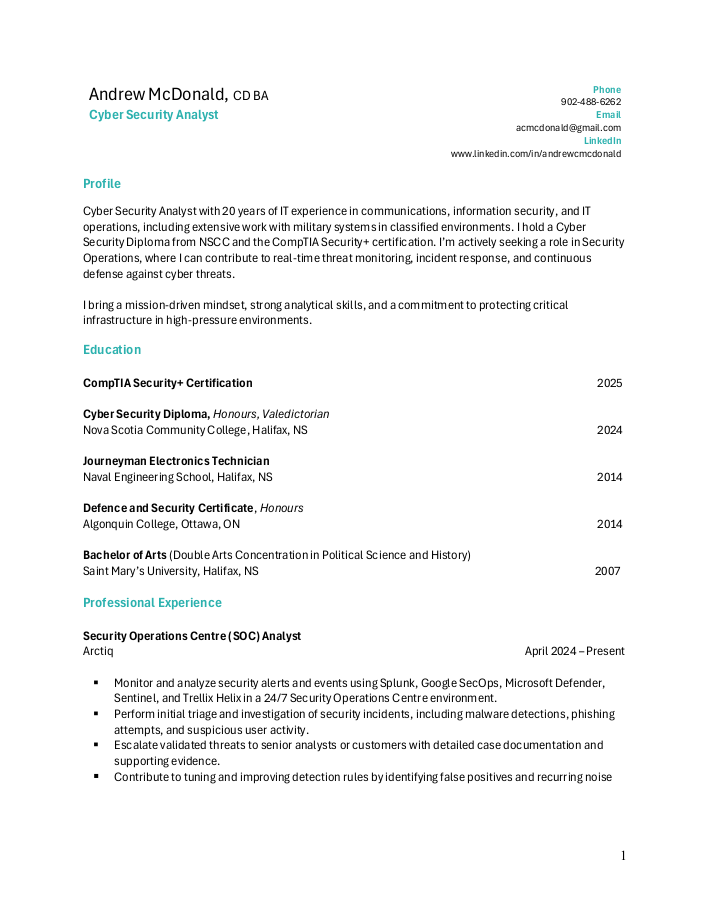 Andrew McDonald, CD BA
Cyber Security Analyst
Phone
902-488-6262
Email
acmcdonald@gmail.com
LinkedIn
www.linkedin.com/in/andrewcmcdonald
Profile
Cyber Security Analyst with 20 years of IT experience in communications, information security, and IT
operations, including extensive work with military systems in classified environments. I hold a Cyber
Security Diploma from NSCC and the CompTIA Security+ certification. I'm actively seeking a role in Security
Operations, where I can contribute to real-time threat monitoring, incident response, and continuous
defense against cyber threats.
I bring a mission-driven mindset, strong analytical skills, and a commitment to protecting critical
infrastructure in high-pressure environments.
Education
CompTIA Security+ Certification 2025
Cyber Security Diploma, Honours, Valedictorian
Nova Scotia Community College, Halifax, NS 2024
Journeyman Electronics Technician
Naval Engineering School, Halifax, NS 2014
Defence and Security Certificate, Honours
Algonquin College, Ottawa, ON 2014
Bachelor of Arts (Double Arts Concentration in Political Science and History)
Saint Mary's University, Halifax, NS 2007
Professional Experience
Security Operations Centre (SOC) Analyst
Arctiq April 2024 – Present
▪ Monitor and analyze security alerts and events using Splunk, Google SecOps, Microsoft Defender,
Sentinel, and Trellix Helix in a 24/7 Security Operations Centre environment.
▪ Perform initial triage and investigation of security incidents, including malware detections, phishing
attempts, and suspicious user activity.
▪ Escalate validated threats to senior analysts or customers with detailed case documentation and
supporting evidence.
▪ Contribute to tuning and improving detection rules by identifying false positives and recurring noise
1